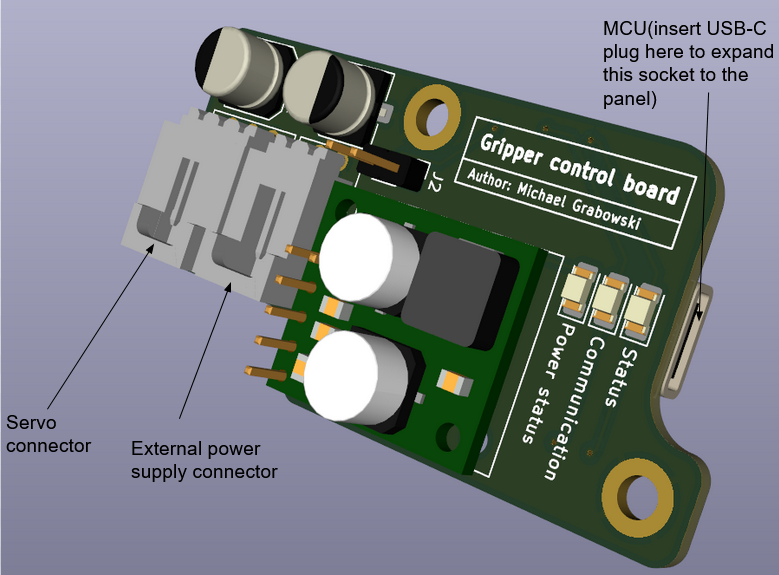 MCU(insert USB-C
plug here to expand
this socket to the
panel)
Gripper control board
Author: Michael Grabowski
J2
Power status
Communication
Status
Servo
connector
External power
supply connector